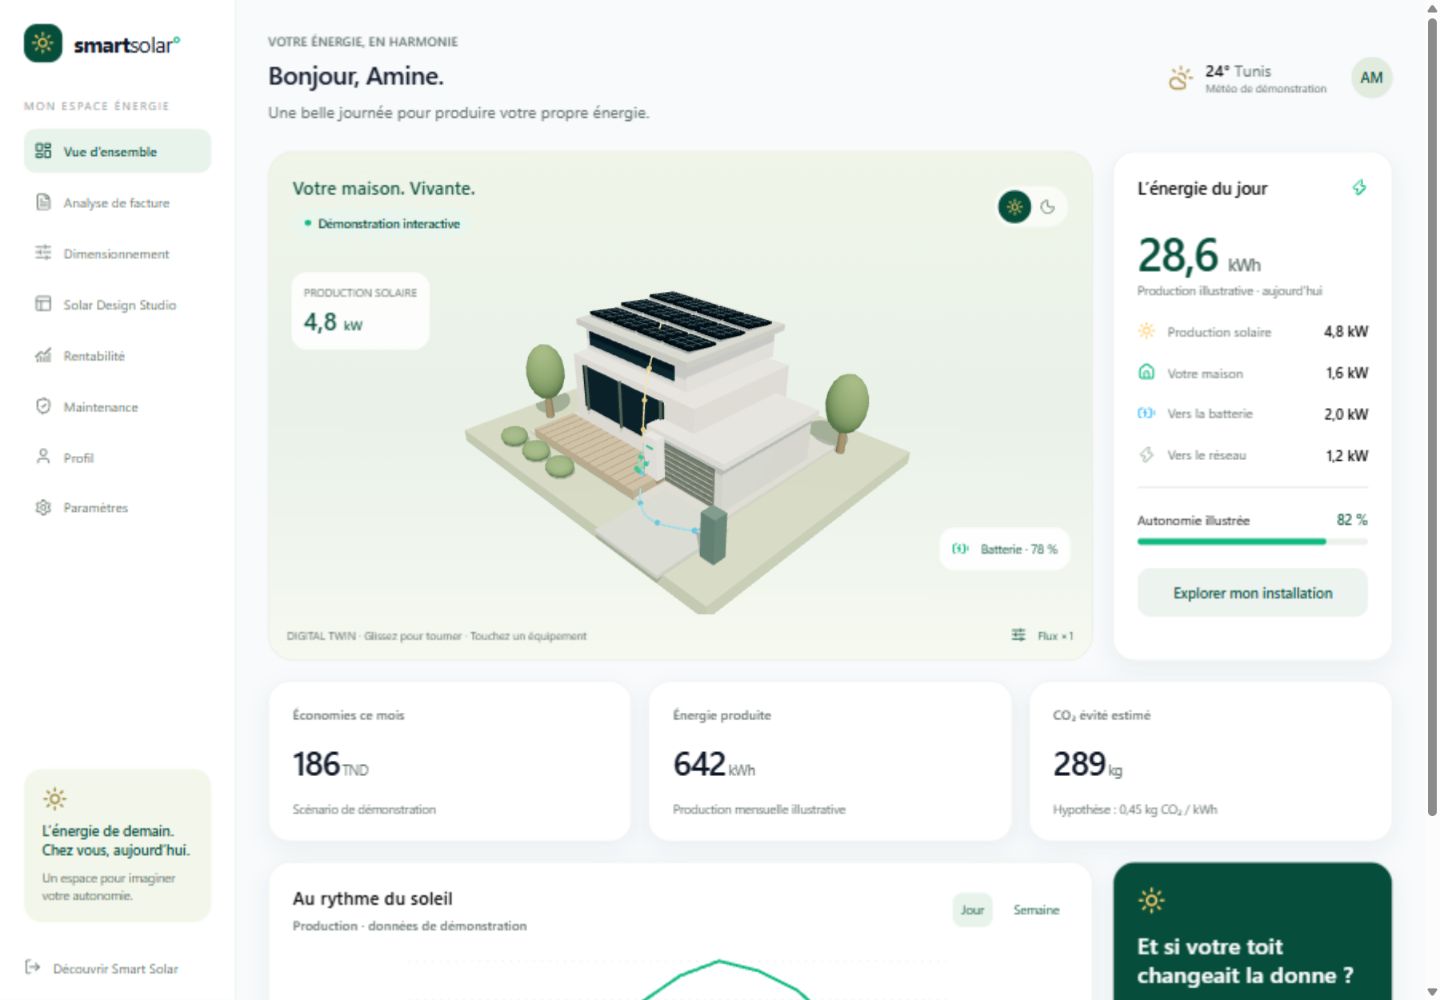 smartsolar°
MON ESPACE ÉNERGIE
Vue d'ensemble
Analyse de facture
Dimensionnement
Solar Design Studio
Rentabilité
Maintenance
Profil
Paramètres
L'énergie de demain.
Chez vous, aujourd'hui.
Un espace pour imaginer
votre autonomie.
Découvrir Smart Solar
VOTRE ÉNERGIE, EN HARMONIE
Bonjour, Amine.
Une belle journée pour produire votre propre énergie.
24° Tunis
Météo de démonstration
AM
Votre maison. Vivante.
Démonstration interactive
PRODUCTION SOLAIRE
4,8 kW
Batterie · 78 %
DIGITAL TWIN · Glissez pour tourner · Touchez un équipement
Flux × 1
L'énergie du jour
28,6 kWh
Production illustrative · aujourd'hui
Production solaire 4,8 kW
Votre maison 1,6 kW
Vers la batterie 2,0 kW
Vers le réseau 1,2 kW
Autonomie illustrée 82 %
Explorer mon installation
Économies ce mois
186 TND
Scénario de démonstration
Énergie produite
642 kWh
Production mensuelle illustrative
CO₂ évité estimé
289 kg
Hypothèse : 0,45 kg CO₂ / kWh
Au rythme du soleil
Production · données de démonstration
Jour Semaine
Et si votre toit
changeait la donne ?